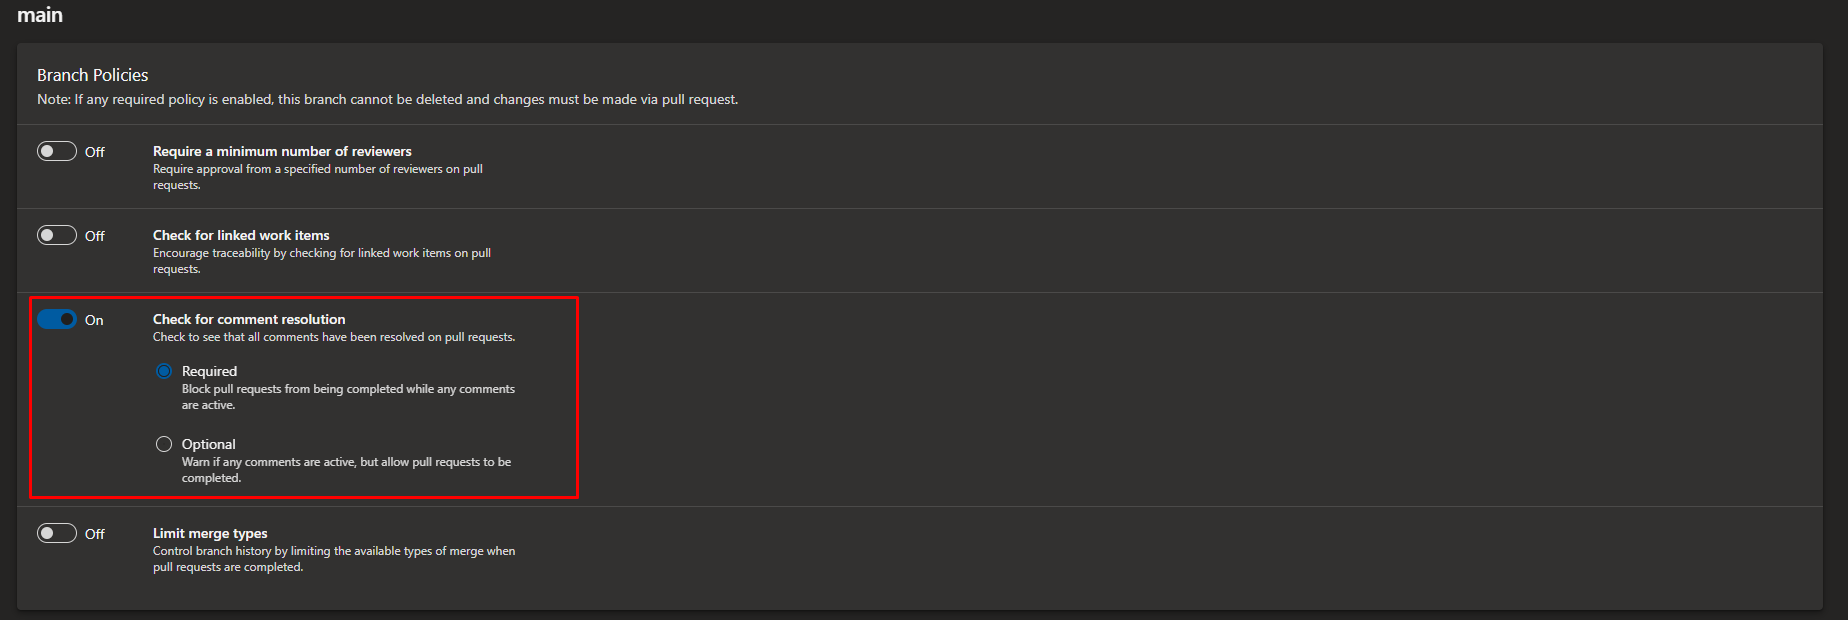 main
Branch Policies
Note: If any required policy is enabled, this branch cannot be deleted and changes must be made via pull request.
Off
Require a minimum number of reviewers
Require approval from a specified number of reviewers on pull
requests.
Off
Check for linked work items
Encourage traceability by checking for linked work items on pull
requests.
On
Check for comment resolution
Check to see that all comments have been resolved on pull requests.
Required
Block pull requests from being completed while any comments
are active.
Optional
Warn if any comments are active, but allow pull requests to be
completed.
Off
Limit merge types
Control branch history by limiting the available types of merge when
pull requests are completed.